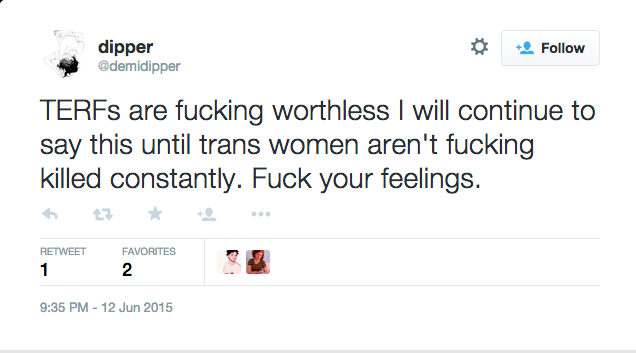 dipper
@demidipper
Follow
TERFs are fucking worthless I will continue to
say this until trans women aren't fucking
killed constantly. Fuck your feelings.
RETWEET
FAVORITES
1
2
9:35 PM - 12 Jun 2015